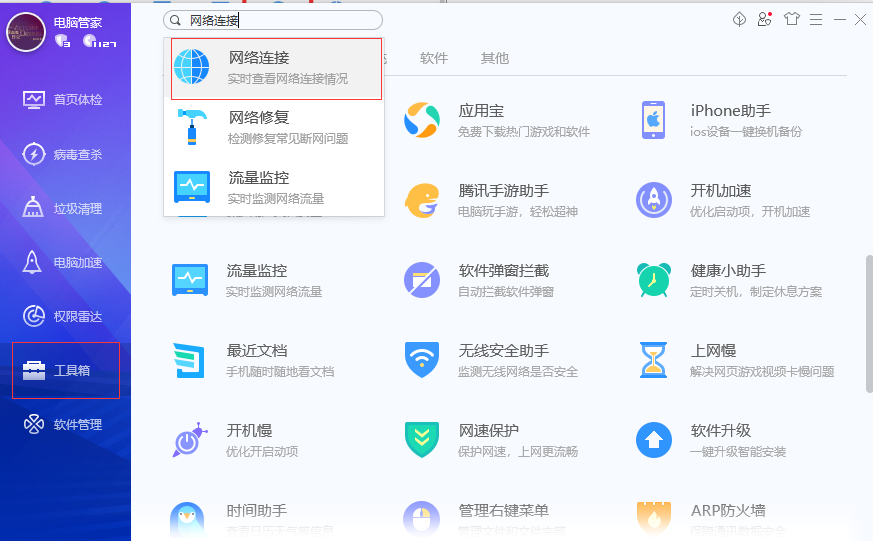 电脑管家
3
1127
首页体检
病毒查杀
垃圾清理
电脑加速
权限雷达
工具箱
软件管理
网络连接
网络连接
实时查看网络连接情况
网络修复
检测修复常见断网问题
流量监控
实时监测网络流量
软件
其他
应用宝
免费下载热门游戏和软件
iPhone助手
ios设备一键换机备份
腾讯手游助手
电脑玩手游，轻松超神
开机加速
优化启动项，开机加速
流量监控
实时监测网络流量
软件弹窗拦截
自动拦截软件弹窗
健康小助手
定时关机，制定休息方案
最近文档
手机随时随地看文档
无线安全助手
监测无线网络是否安全
上网慢
解决网页游戏视频卡慢问题
开机慢
优化开启动项
网速保护
保护网速，上网更流畅
软件升级
一键升级智能安装
时间助手
管理右键菜单
ARP防火墙